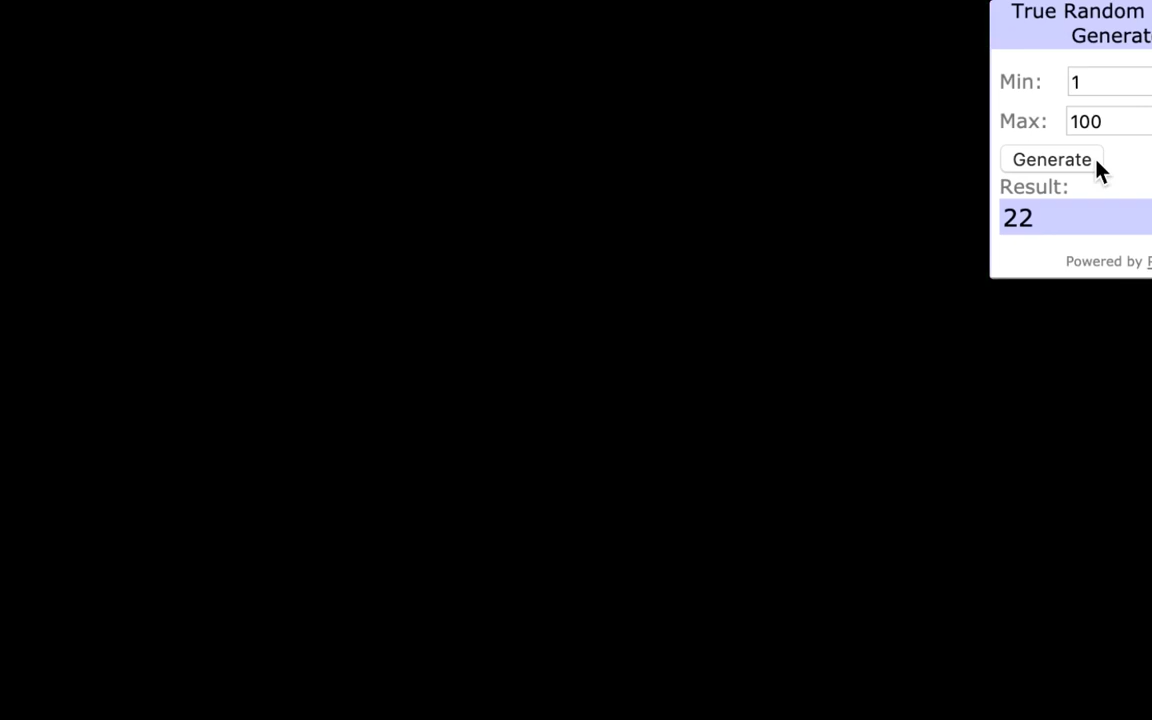 True Random
Generat
Min: 1
Max: 100
Generate
Result:
22
Powered by